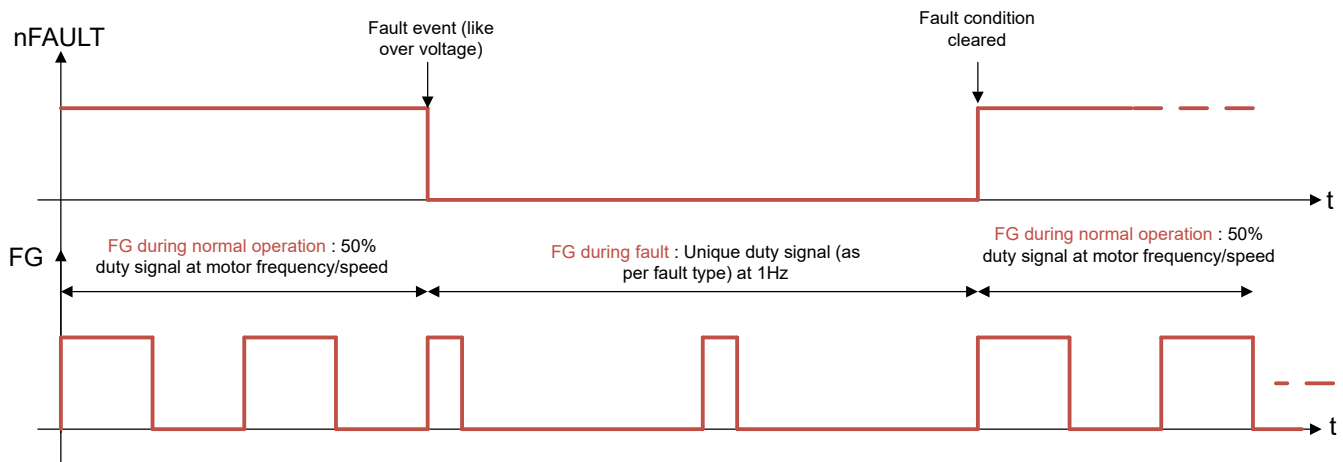 nFAULT
Fault event (like
over voltage)
Fault condition
cleared
t
FG
FG during normal operation : 50%
duty signal at motor frequency/speed
FG during fault : Unique duty signal (as
per fault type) at 1Hz
FG during normal operation : 50%
duty signal at motor frequency/speed
t